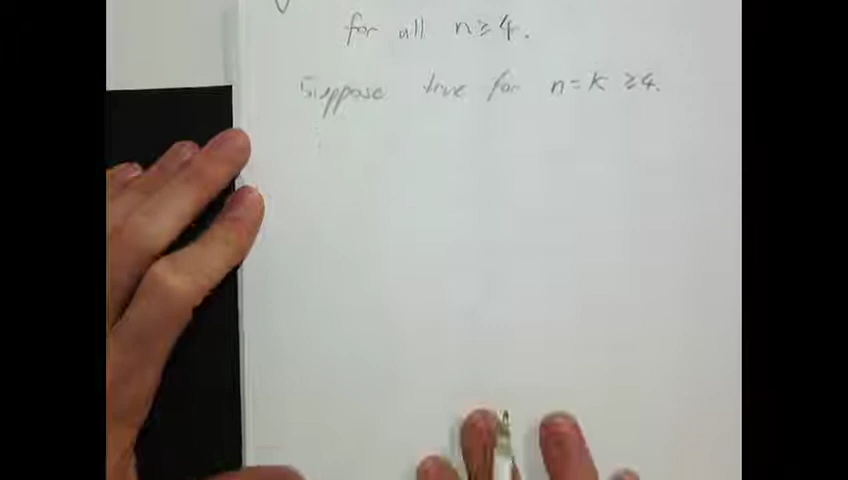 for all n ≥ 4.
Suppose true for n = k ≥ 4.